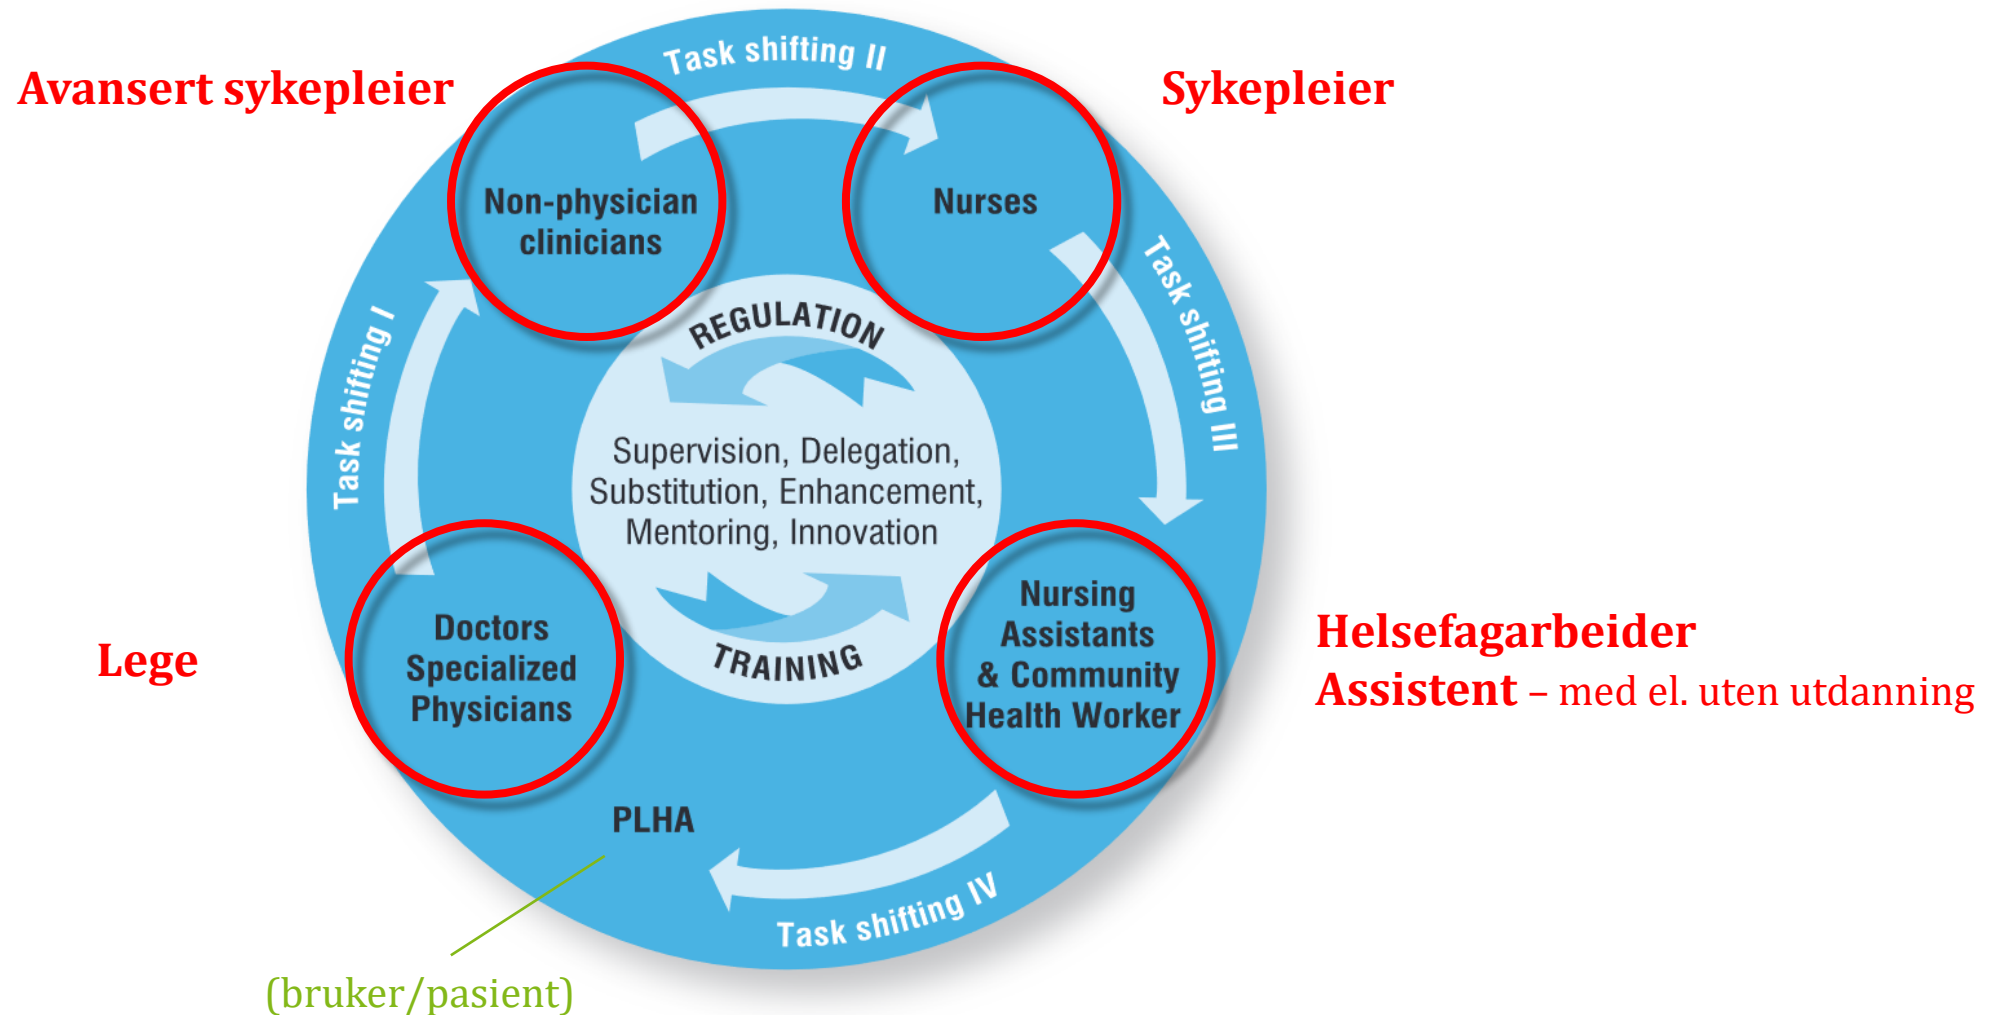 Task shifting II
Avansert sykepleier
Sykepleier
Non-physician
clinicians
Nurses
Task shifting I
Task shifting III
REGULATION
Supervision, Delegation,
Substitution, Enhancement,
Mentoring, Innovation
TRAINING
Lege
Doctors
Specialized
Physicians
Nursing
Assistants
& Community
Health Worker
Helsefagarbeider
Assistent – med el. uten utdanning
PLHA
Task shifting IV
(bruker/pasient)